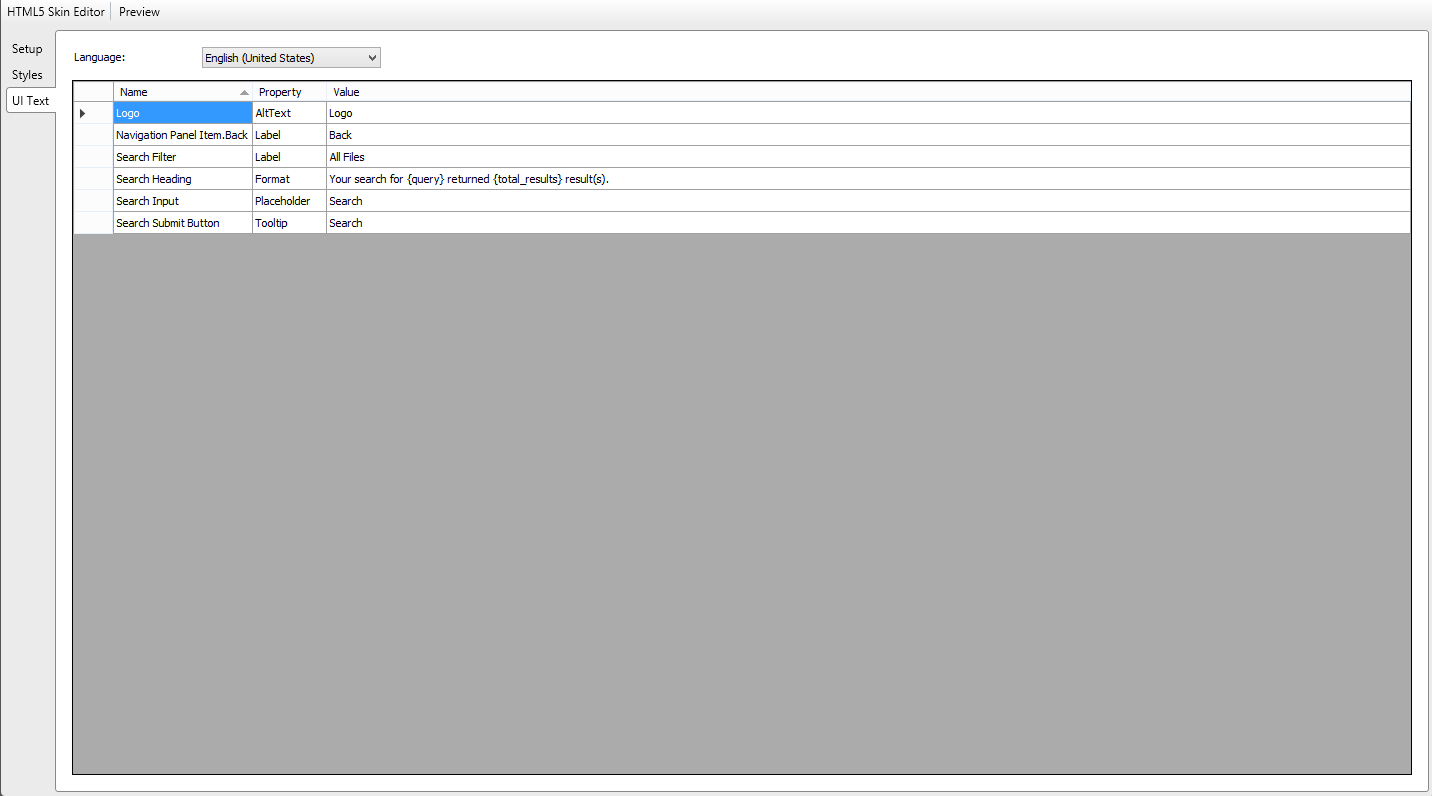 HTML5 Skin Editor Preview
Setup
Styles
UI Text
Language: English (United States)
Name Property Value
Logo AltText Logo
Navigation Panel Item.Back Label Back
Search Filter Label All Files
Search Heading Format Your search for {query} returned {total_results} result(s).
Search Input Placeholder Search
Search Submit Button Tooltip Search